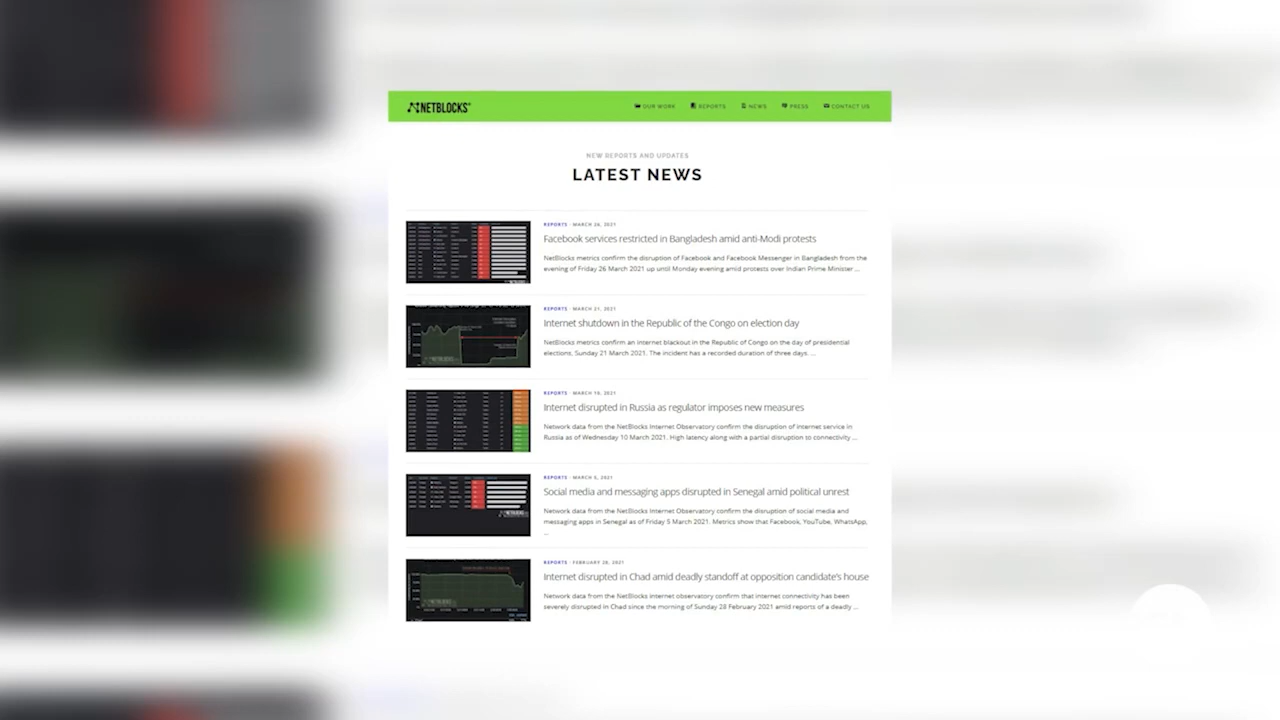 NETBLOCKS
OUR WORK REPORTS NEWS PRESS CONTACT US
NEW REPORTS AND UPDATES
LATEST NEWS
REPORTS · MARCH 26, 2021
Facebook services restricted in Bangladesh amid anti-Modi protests
NetBlocks metrics confirm the disruption of Facebook and Facebook Messenger in Bangladesh from the
evening of Friday 26 March 2021 up until Monday evening amid protests over Indian Prime Minister ...
REPORTS · MARCH 21, 2021
Internet shutdown in the Republic of the Congo on election day
NetBlocks metrics confirm an internet blackout in the Republic of Congo on the day of presidential
elections, Sunday 21 March 2021. The incident has a recorded duration of three days. ...
REPORTS · MARCH 10, 2021
Internet disrupted in Russia as regulator imposes new measures
Network data from the NetBlocks Internet Observatory confirm the disruption of internet service in
Russia as of Wednesday 10 March 2021. High latency along with a partial disruption to connectivity ...
REPORTS · MARCH 5, 2021
Social media and messaging apps disrupted in Senegal amid political unrest
Network data from the NetBlocks Internet Observatory confirm the disruption of social media and
messaging apps in Senegal as of Friday 5 March 2021. Metrics show that Facebook, YouTube, WhatsApp,
...
REPORTS · FEBRUARY 28, 2021
Internet disrupted in Chad amid deadly standoff at opposition candidate's house
Network data from the NetBlocks internet observatory confirm that internet connectivity has been
severely disrupted in Chad since the morning of Sunday 28 February 2021 amid reports of a deadly ...